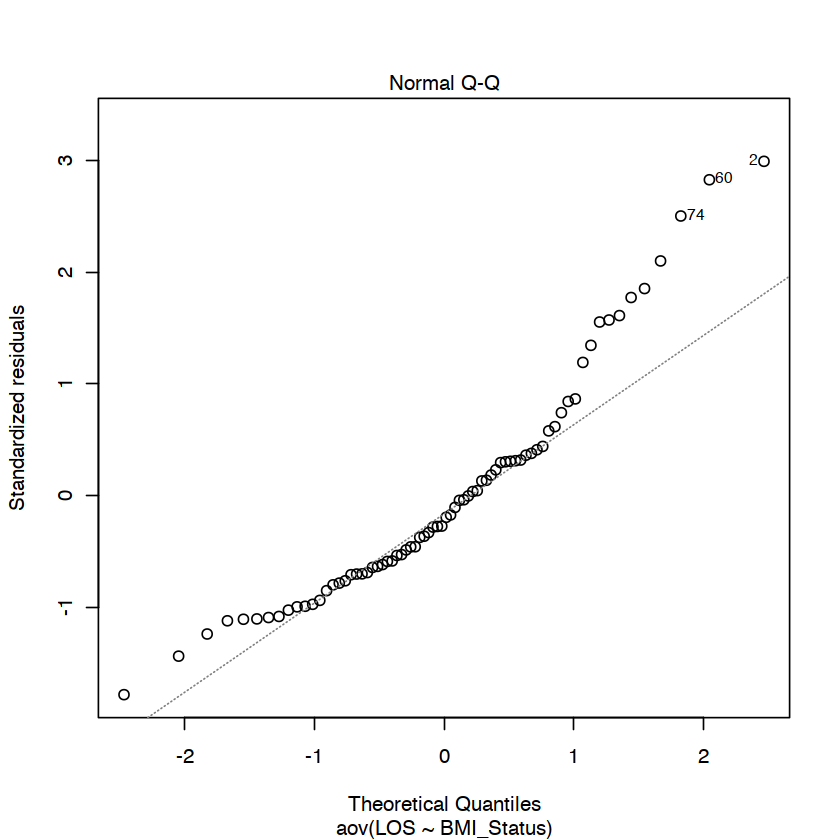 Normal Q-Q
3
2
1
0
-1
Standardized residuals
2
60
74
-2 -1 0 1 2
Theoretical Quantiles
aov(LOS ~ BMI_Status)